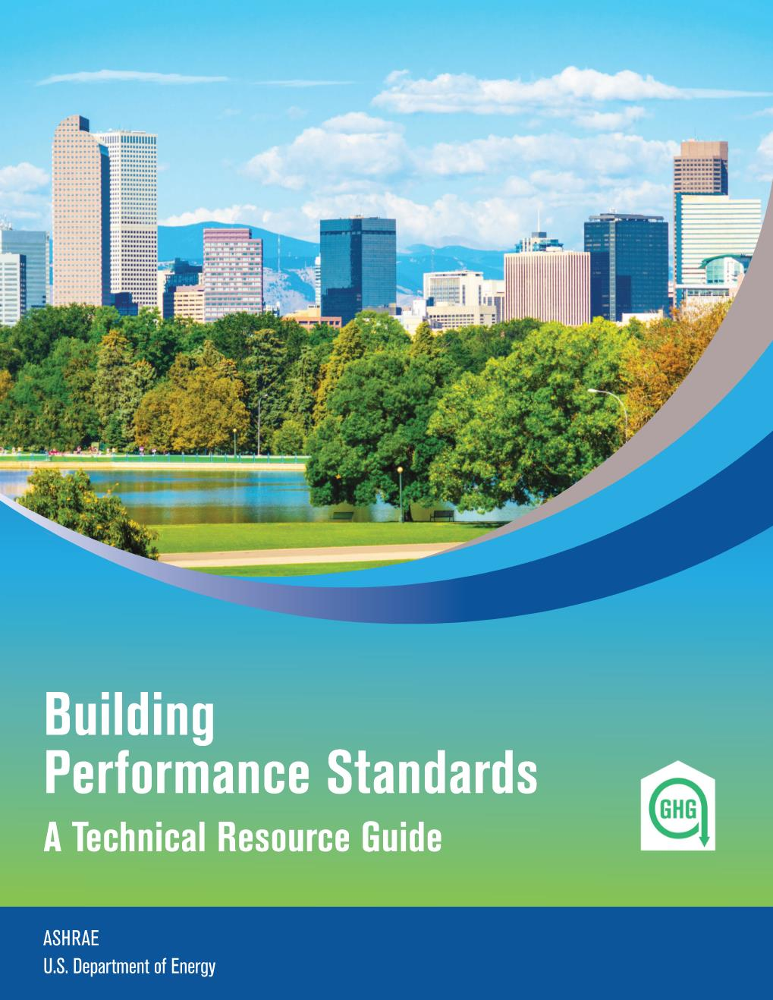 Building
Performance Standards
A Technical Resource Guide
GHG
ASHRAE
U.S. Department of Energy